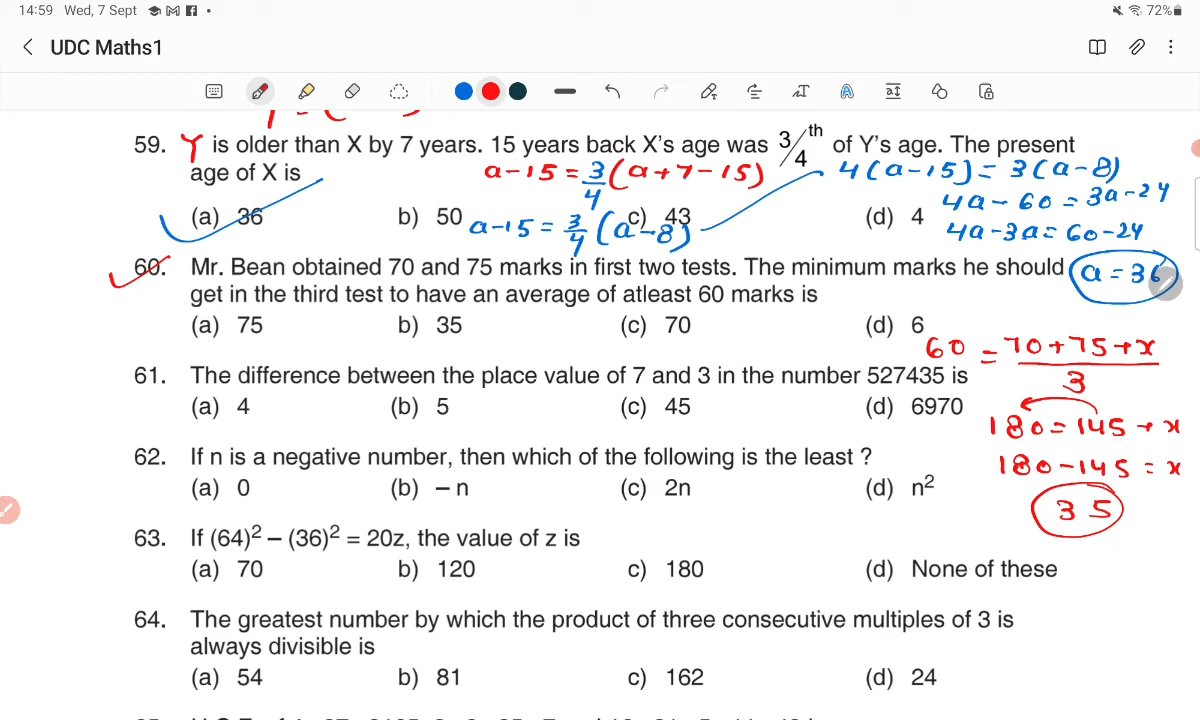 14:59 Wed, 7 Sept 72%
UDC Maths1
59. Y is older than X by 7 years. 15 years back X's age was 3/4 th of Y's age. The present
age of X is
a-15 = 3/4 (a+7-15)
4(a-15) = 3(a-8)
4a-60 = 3a-24
4a-3a = 60-24
a = 36
(a) 36 b) 50 c) 43 (d) 4
a-15 = 3/4 (a-8)
60. Mr. Bean obtained 70 and 75 marks in first two tests. The minimum marks he should
get in the third test to have an average of atleast 60 marks is
(a) 75 b) 35 (c) 70 (d) 6
60 = 70+75+x
3
180 = 145+x
180-145 = x
35
61. The difference between the place value of 7 and 3 in the number 527435 is
(a) 4 (b) 5 (c) 45 (d) 6970
62. If n is a negative number, then which of the following is the least ?
(a) 0 (b) – n (c) 2n (d) n²
63. If (64)² – (36)² = 20z, the value of z is
(a) 70 b) 120 c) 180 (d) None of these
64. The greatest number by which the product of three consecutive multiples of 3 is
always divisible is
(a) 54 b) 81 c) 162 (d) 24